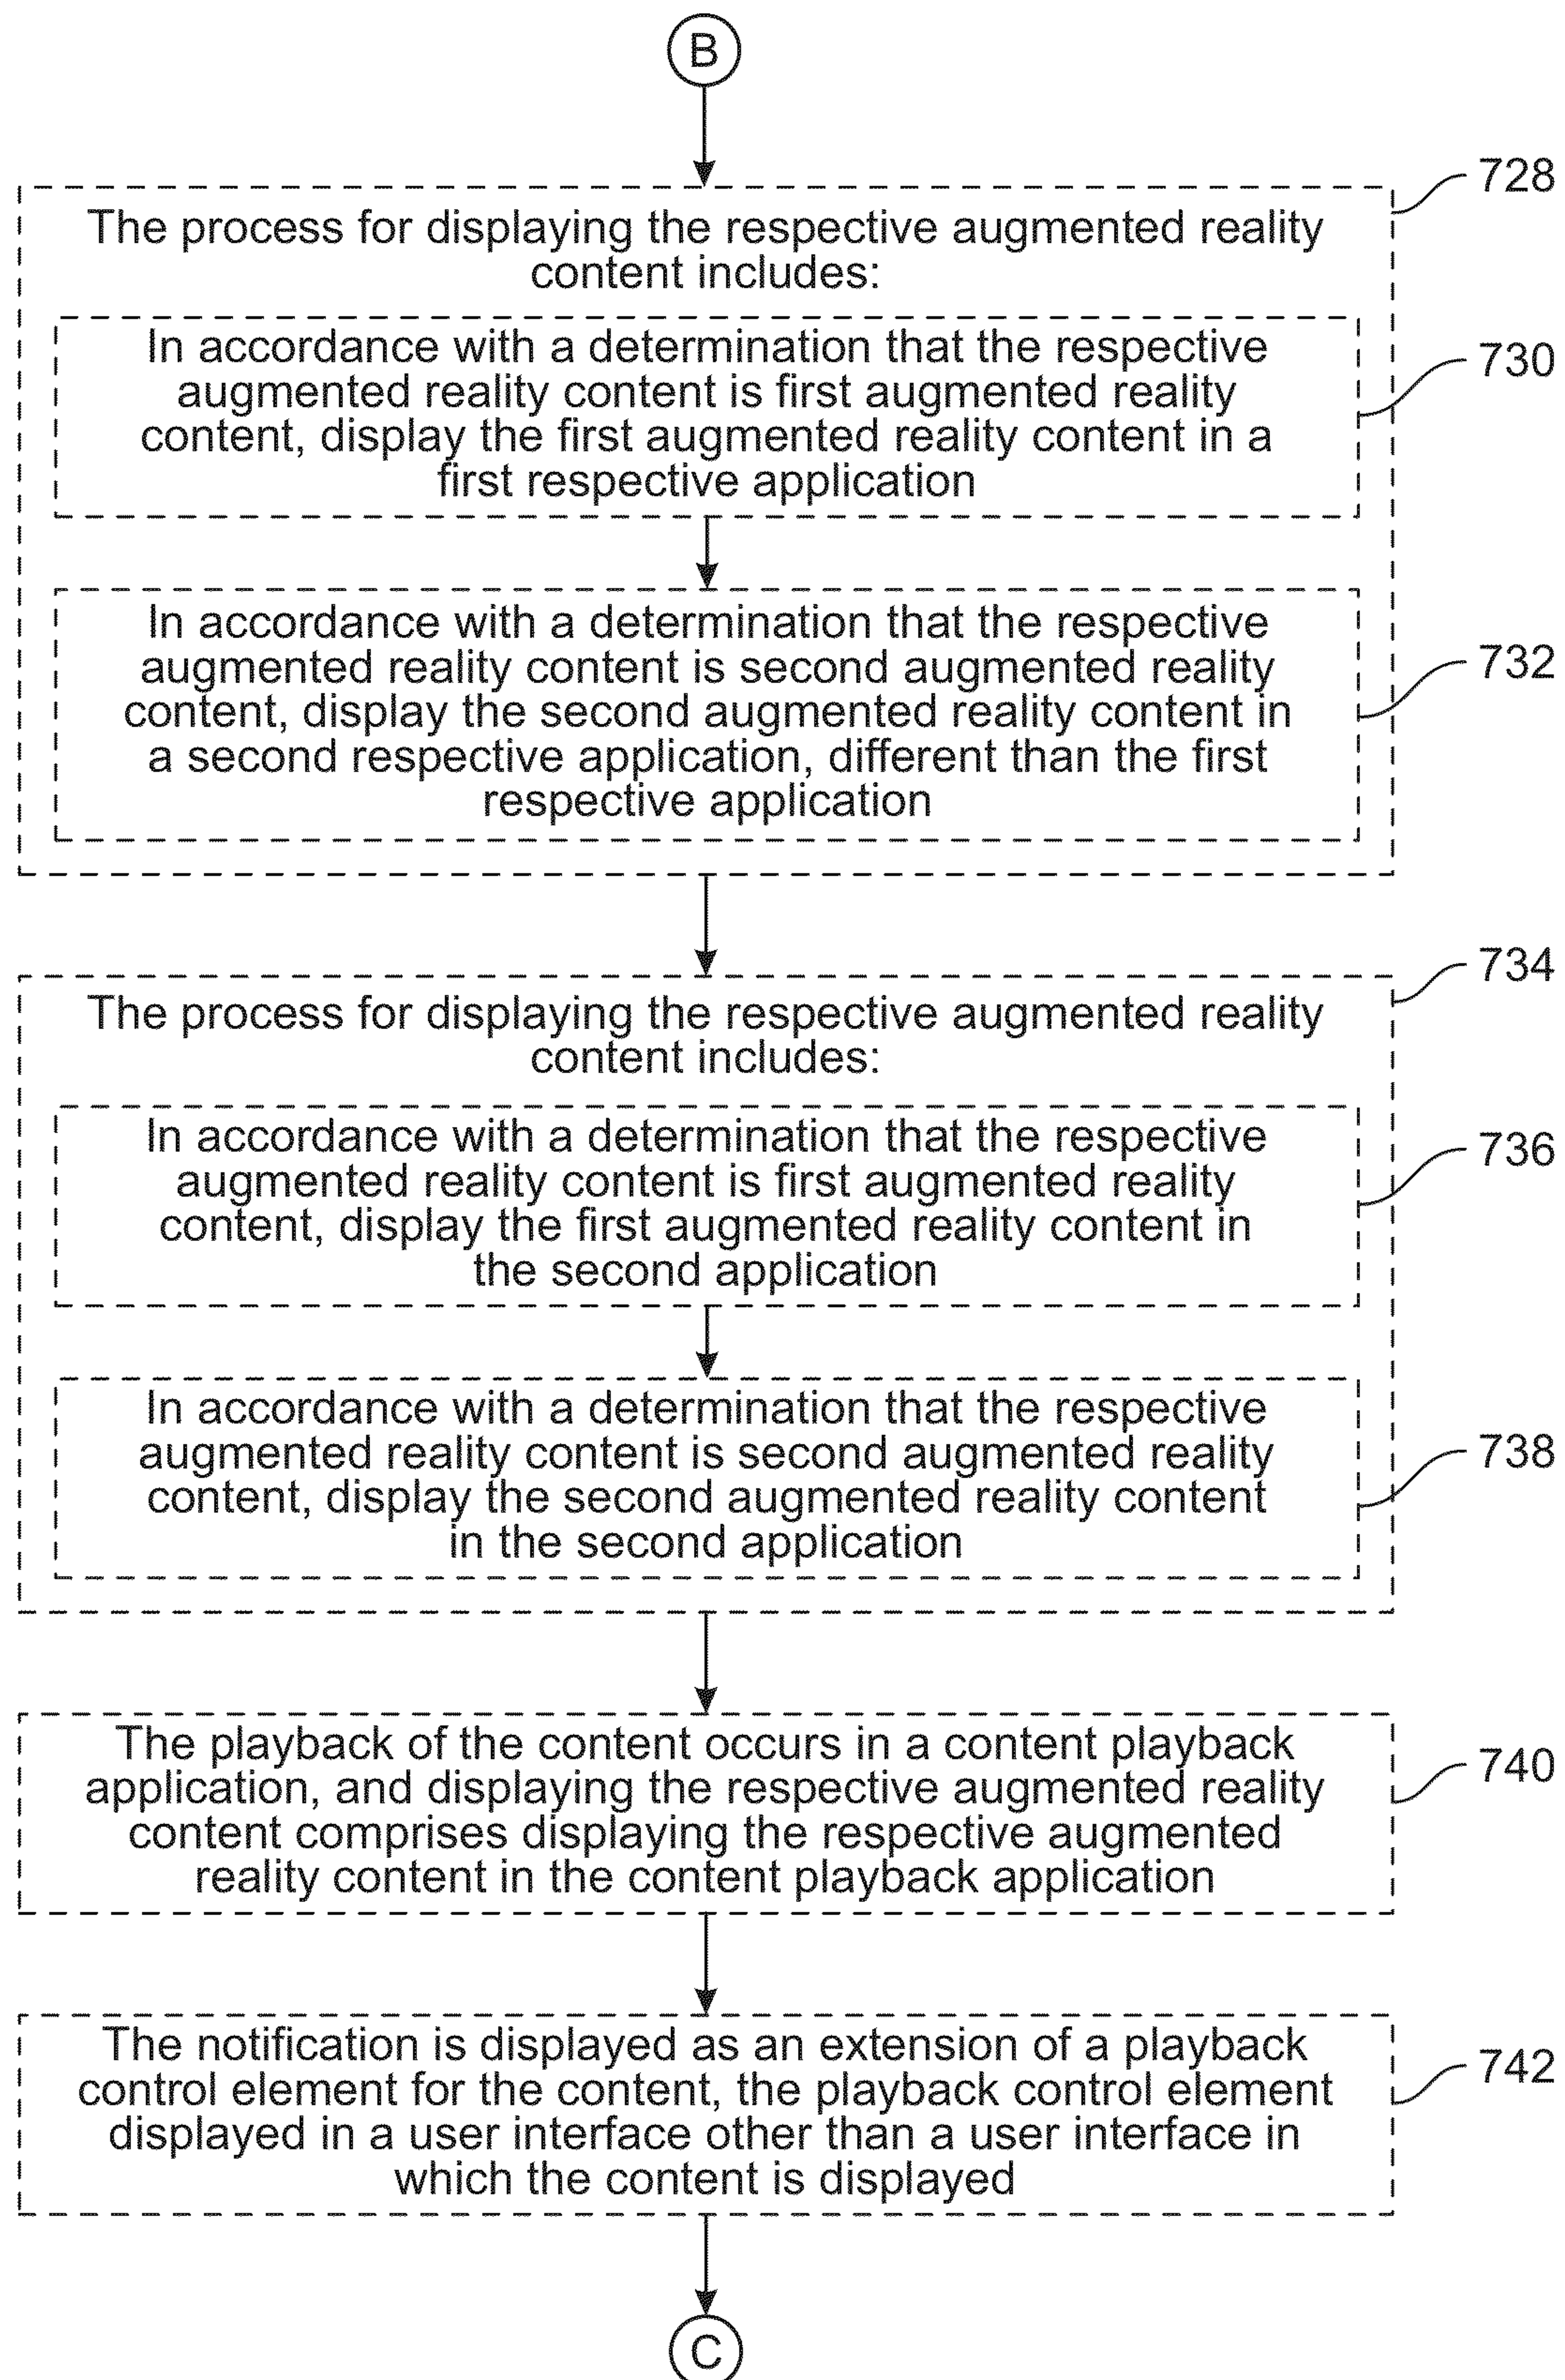 B
728
The process for displaying the respective augmented reality
content includes:
In accordance with a determination that the respective
augmented reality content is first augmented reality
content, display the first augmented reality content in a
first respective application
730
In accordance with a determination that the respective
augmented reality content is second augmented reality
content, display the second augmented reality content in
a second respective application, different than the first
respective application
732
734
The process for displaying the respective augmented reality
content includes:
In accordance with a determination that the respective
augmented reality content is first augmented reality
content, display the first augmented reality content in
the second application
736
In accordance with a determination that the respective
augmented reality content is second augmented reality
content, display the second augmented reality content
in the second application
738
The playback of the content occurs in a content playback
application, and displaying the respective augmented reality
content comprises displaying the respective augmented
reality content in the content playback application
740
The notification is displayed as an extension of a playback
control element for the content, the playback control element
displayed in a user interface other than a user interface in
which the content is displayed
742
C